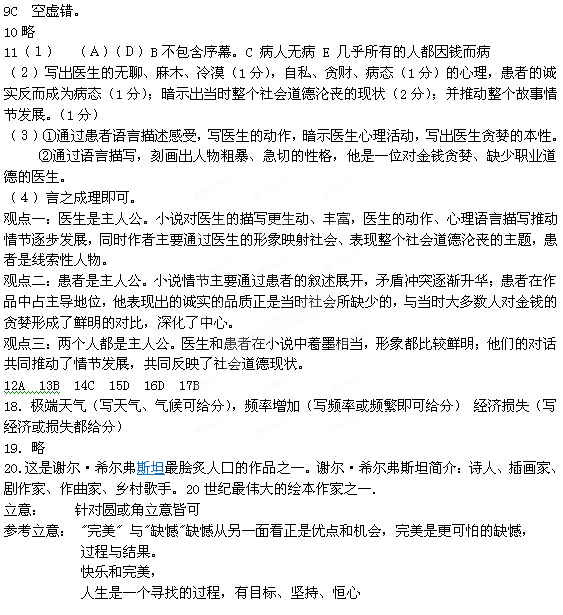 9C  空虚错。
10略
11（1）  （A）（D）B不包含序幕。C 病人无病 E 几乎所有的人都因钱而病
（2）写出医生的无聊、麻木、冷漠（1分），自私、贪财、病态（1分）的心理，患者的诚
实反而成为病态（1分）；暗示出当时整个社会道德沦丧的现状（2分）；并推动整个故事情
节发展。（1分）
（3）①通过患者语言描述感受，写医生的动作，暗示医生心理活动，写出医生贪婪的本性。
②通过语言描写，刻画出人物粗暴、急切的性格，他是一位对金钱贪婪、缺少职业道
德的医生。
（4）言之成理即可。
观点一：医生是主人公。小说对医生的描写更生动、丰富，医生的动作、心理语言描写推动
情节逐步发展，同时作者主要通过医生的形象映射社会、表现整个社会道德沦丧的主题，患
者是线索性人物。
观点二：患者是主人公。小说情节主要通过患者的叙述展开，矛盾冲突逐渐升华；患者在作
品中占主导地位，他表现出的诚实的品质正是当时社会所缺少的，与当时大多数人对金钱的
贪婪形成了鲜明的对比，深化了中心。
观点三：两个人都是主人公。医生和患者在小说中着墨相当，形象都比较鲜明；他们的对话
共同推动了情节发展，共同反映了社会道德现状。
12A  13B  14C  15D  16D  17B
18．极端天气（写天气、气候可给分），频率增加（写频率或频繁即可给分） 经济损失（写
经济或损失都给分）
19．略
20.这是谢尔·希尔弗斯坦最脍炙人口的作品之一。谢尔·希尔弗斯坦简介：诗人、插画家、
剧作家、作曲家、乡村歌手。20世纪最伟大的绘本作家之一.
立意：  针对圆或角立意皆可
参考立意： "完美" 与"缺憾"缺憾从另一面看正是优点和机会，完美是更可怕的缺憾，
过程与结果。
快乐和完美，
人生是一个寻找的过程，有目标、坚持、恒心